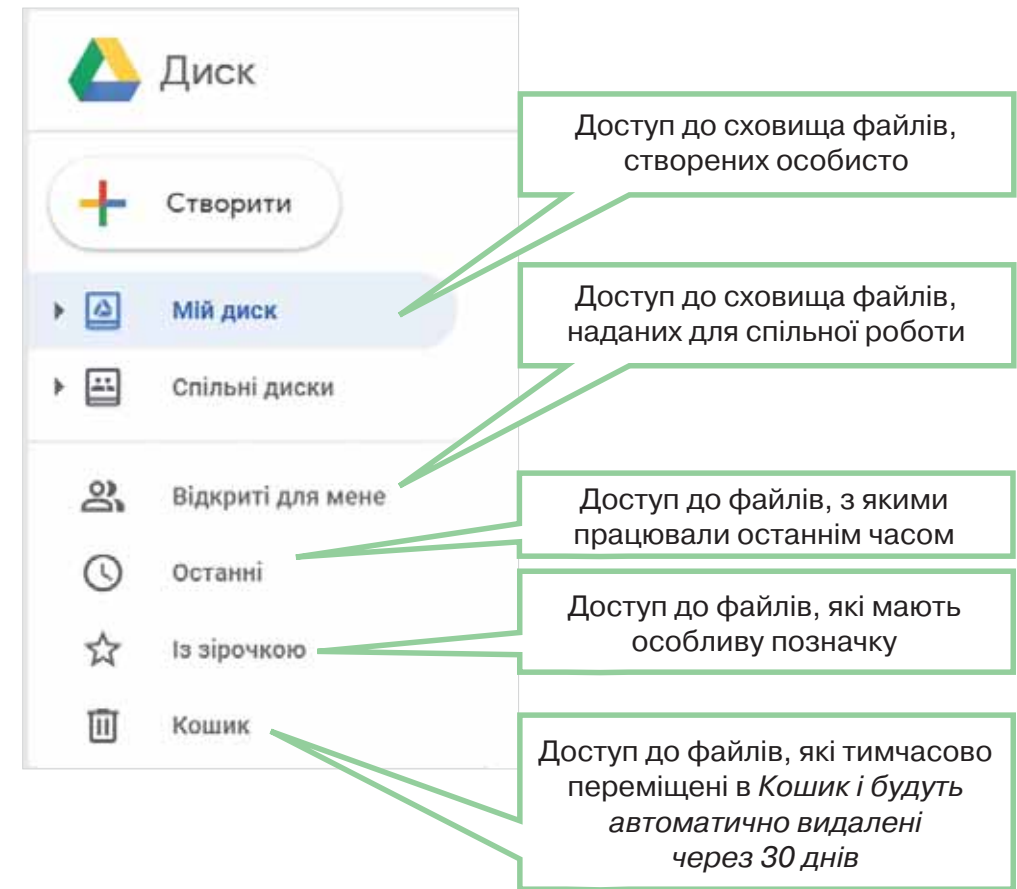 Диск
Створити
Мій диск
Спільні диски
Відкриті для мене
Останні
Із зірочкою
Кошик
Доступ до сховища файлів,
створених особисто
Доступ до сховища файлів,
наданих для спільної роботи
Доступ до файлів, з якими
працювали останнім часом
Доступ до файлів, які мають
особливу позначку
Доступ до файлів, які тимчасово
переміщені в Кошик і будуть
автоматично видалені
через 30 днів